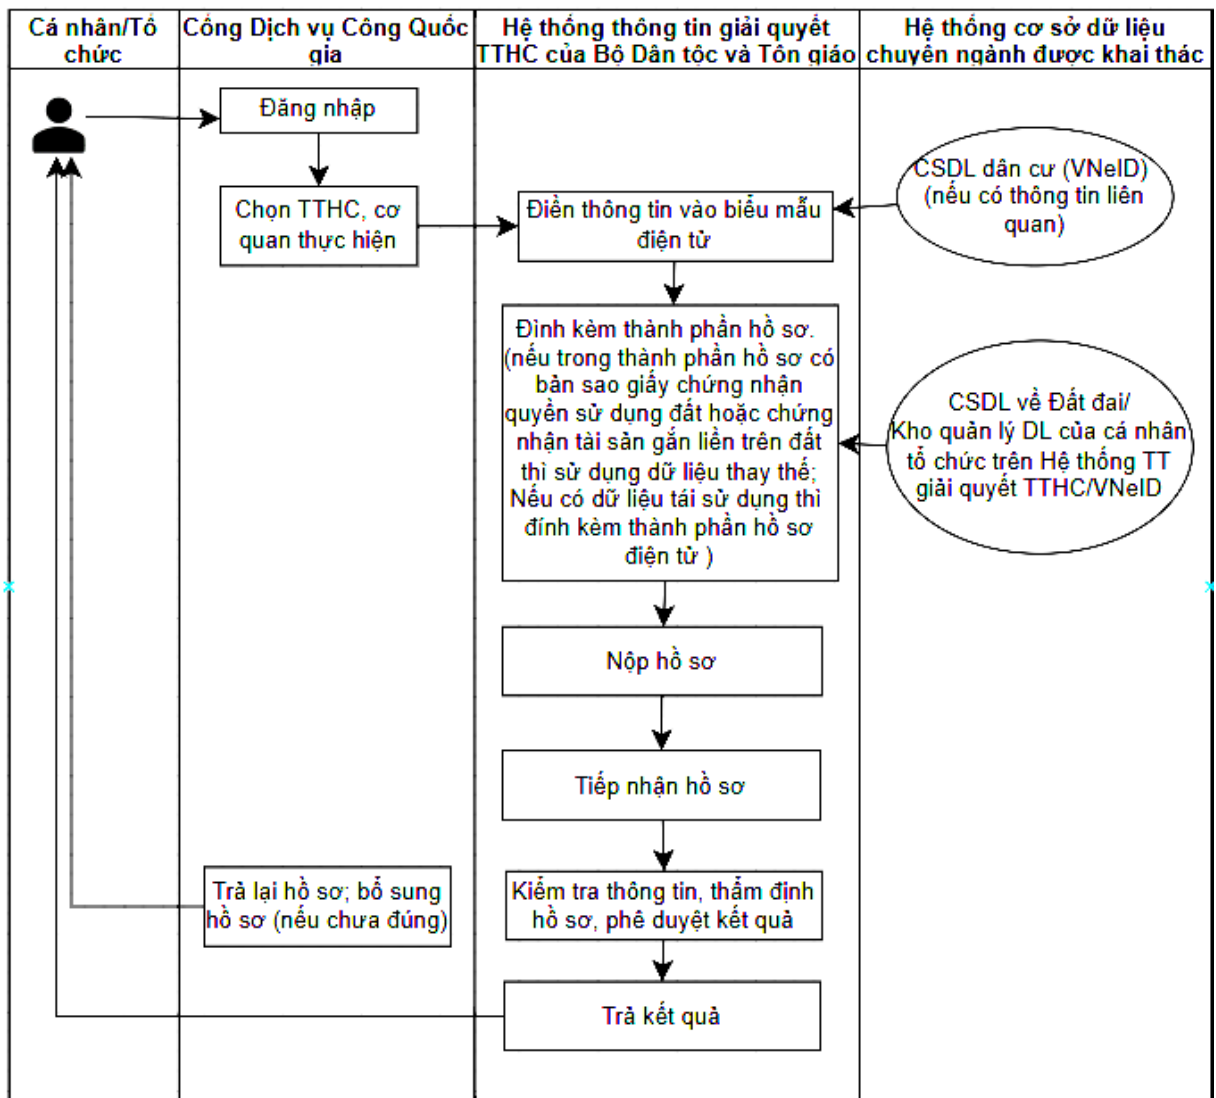 Cá nhân/Tổ
chức
Cổng Dịch vụ Công Quốc
gia
Hệ thống thông tin giải quyết
TTHC của Bộ Dân tộc và Tôn giáo
Hệ thống cơ sở dữ liệu
chuyên ngành được khai thác
Đăng nhập
CSDL dân cư (VNeID)
(nếu có thông tin liên
quan)
Chọn TTHC, cơ
quan thực hiện
Điền thông tin vào biểu mẫu
điện tử
Đính kèm thành phần hồ sơ.
(nếu trong thành phần hồ sơ có
bản sao giấy chứng nhận
quyền sử dụng đất hoặc chứng
nhận tài sản gắn liền trên đất
thì sử dụng dữ liệu thay thế;
Nếu có dữ liệu tái sử dụng thì
đính kèm thành phần hồ sơ
điện tử )
CSDL về Đất đai/
Kho quản lý DL của cá nhân
tổ chức trên Hệ thống TT
giải quyết TTHC/VNeID
Nộp hồ sơ
Tiếp nhận hồ sơ
Trả lại hồ sơ; bổ sung
hồ sơ (nếu chưa đúng)
Kiểm tra thông tin, thẩm định
hồ sơ, phê duyệt kết quả
Trả kết quả